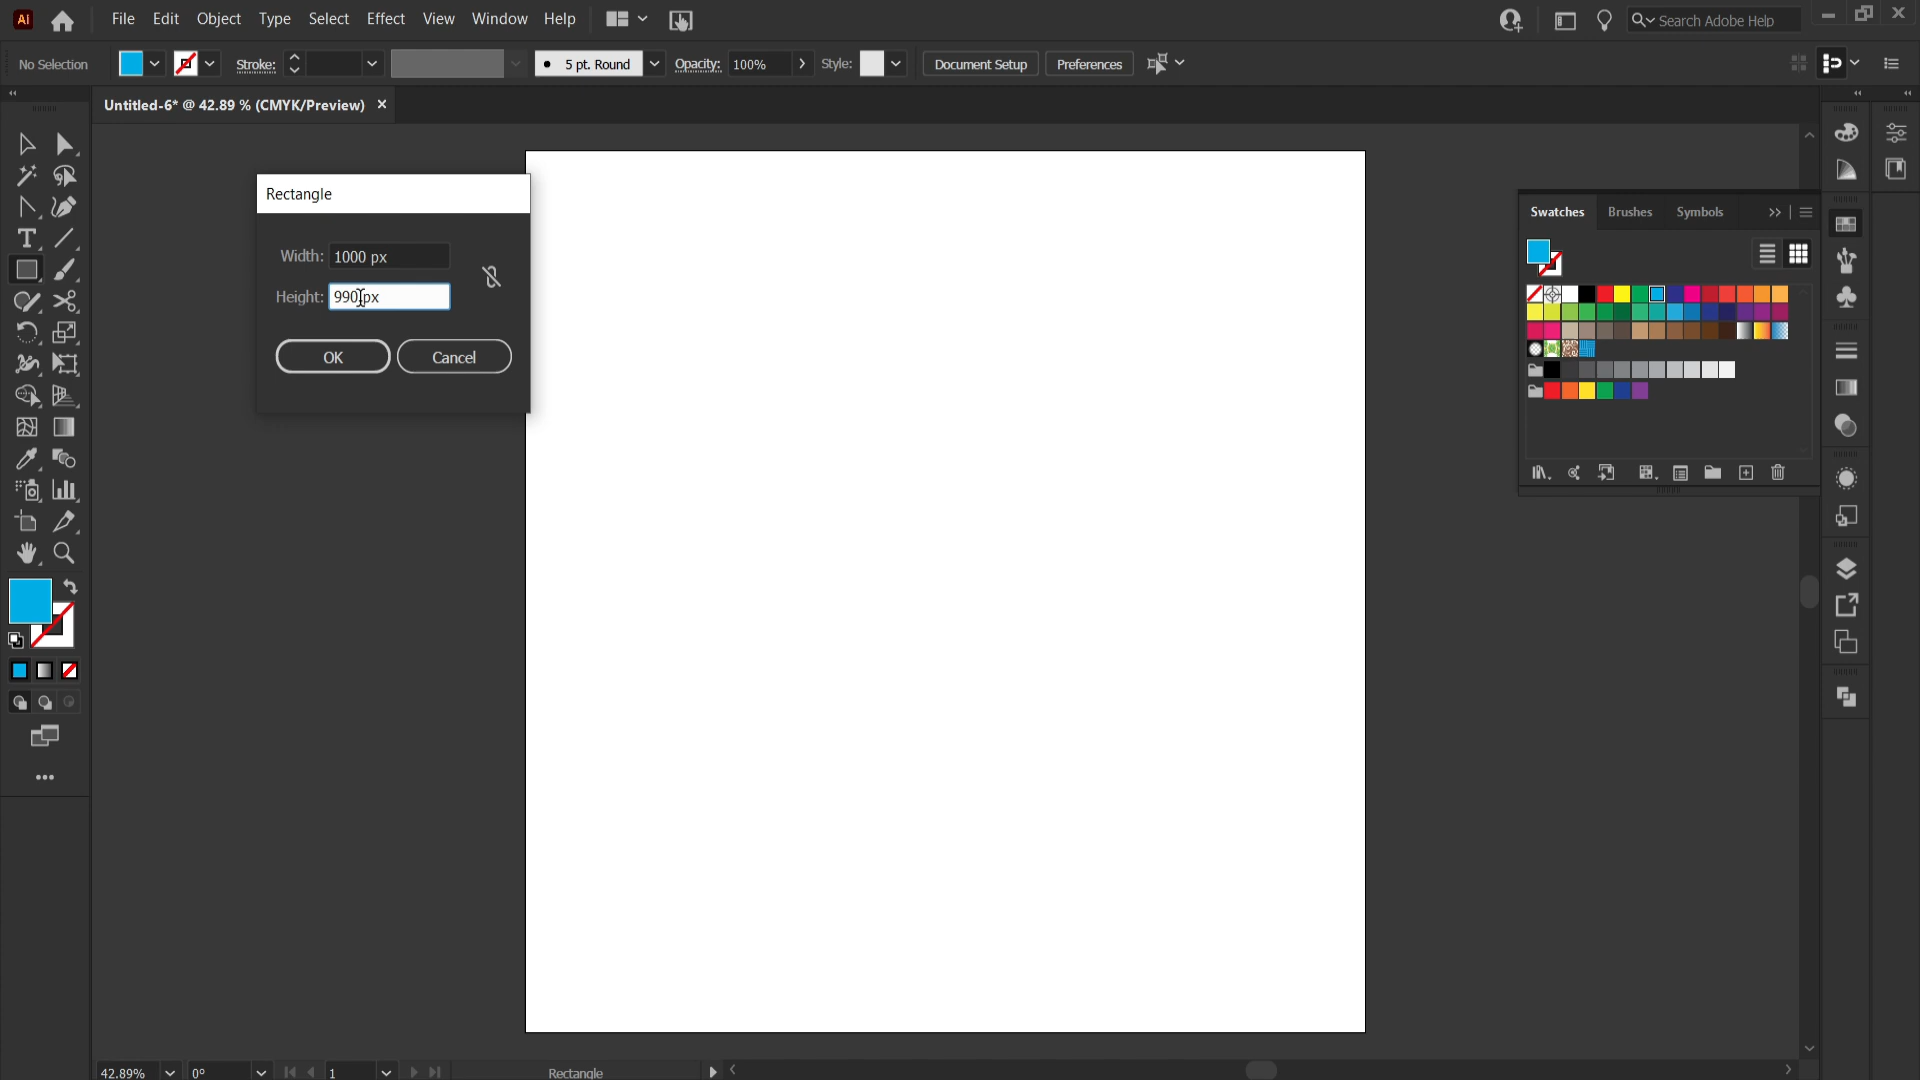 Ai File Edit Object Type Select Effect View Window Help Search Adobe Help
No Selection Stroke: 5 pt. Round Opacity: 100% Style: Document Setup Preferences
Untitled-6* @ 42.89 % (CMYK/Preview)
Rectangle
Width: 1000 px
Height: 990 px
OK Cancel
Swatches Brushes Symbols
42.89% 0° 1 Rectangle